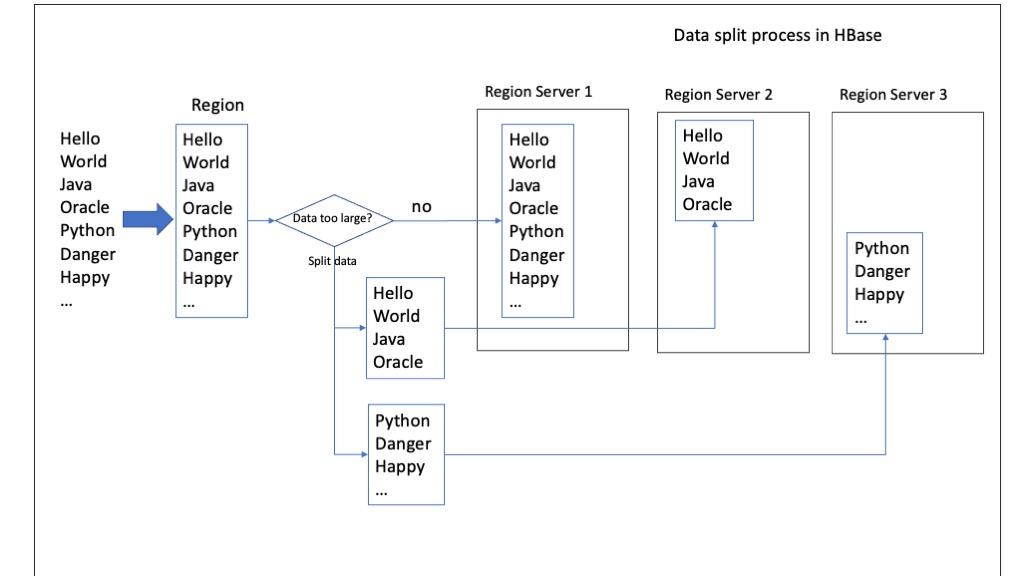 Data split process in HBase
Region
Region Server 1
Region Server 2
Region Server 3
Hello
World
Java
Oracle
Python
Danger
Happy
...
Hello
World
Java
Oracle
Python
Danger
Happy
...
Data too large?
no
Split data
Hello
World
Java
Oracle
Python
Danger
Happy
...
Hello
World
Java
Oracle
Python
Danger
Happy
...
Hello
World
Java
Oracle
Python
Danger
Happy
...